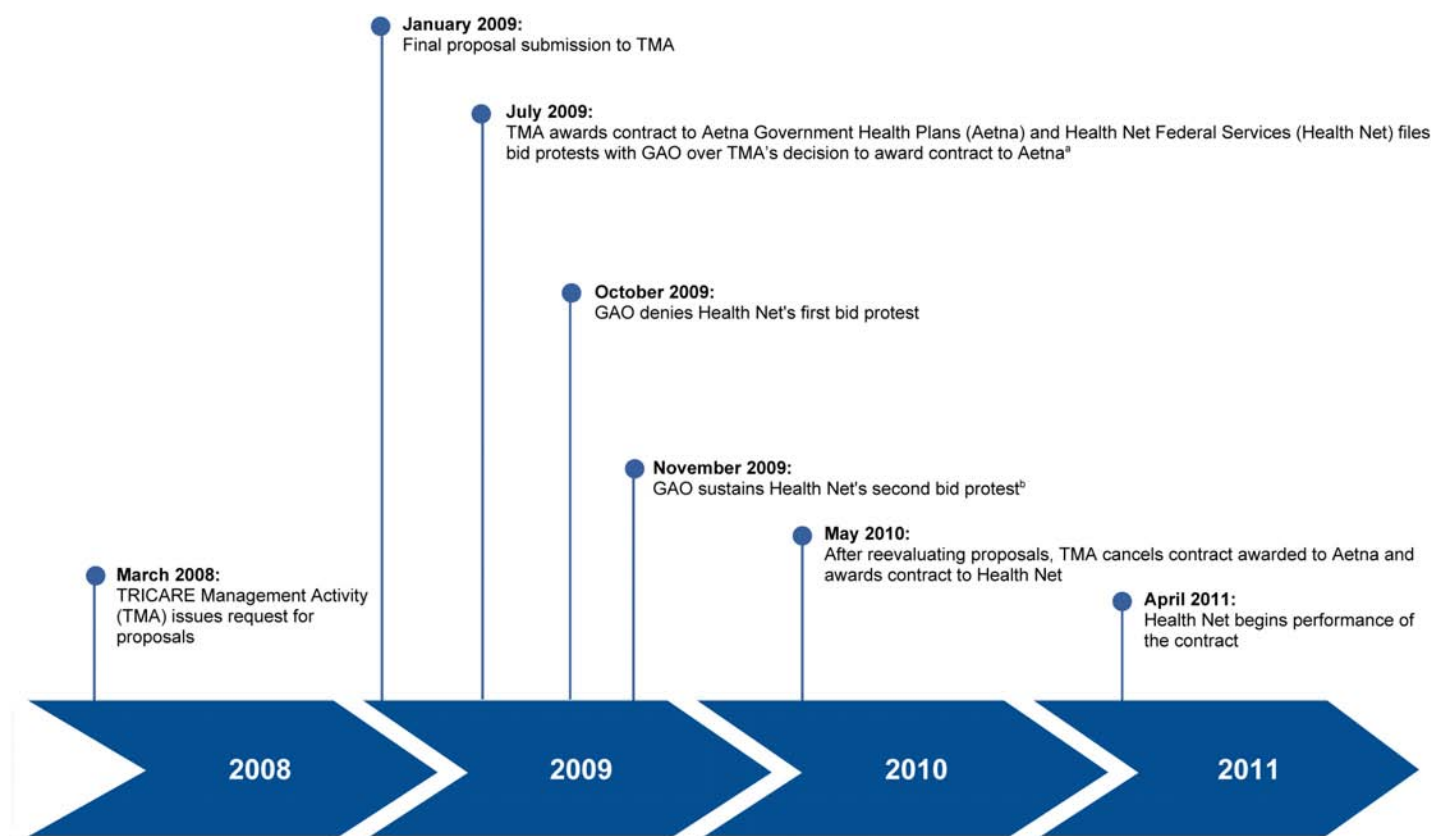 January 2009:
Final proposal submission to TMA
July 2009:
TMA awards contract to Aetna Government Health Plans (Aetna) and Health Net Federal Services (Health Net) files
bid protests with GAO over TMA's decision to award contract to Aetnaᵃ
October 2009:
GAO denies Health Net's first bid protest
November 2009:
GAO sustains Health Net's second bid protestᵇ
May 2010:
After reevaluating proposals, TMA cancels contract awarded to Aetna and
awards contract to Health Net
March 2008:
TRICARE Management Activity
(TMA) issues request for
proposals
April 2011:
Health Net begins performance of
the contract
2008
2009
2010
2011